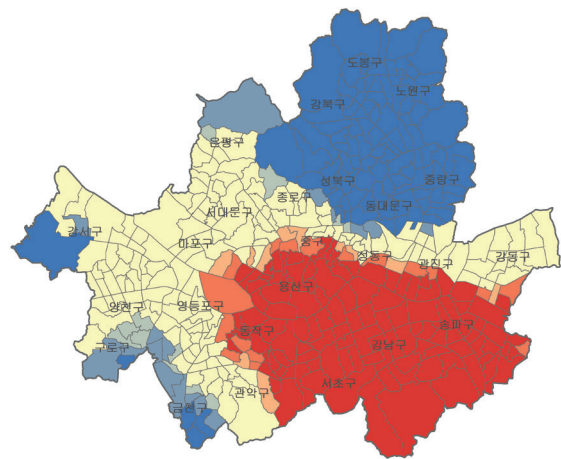 도봉구
노원구
강북구
은평구
성북구
중랑구
종로구
동대문구
서대문구
강서구
마포구
중구
성동구
광진구
강동구
용산구
양천구
영등포구
동작구
송파구
구로구
강남구
서초구
관악구
금천구